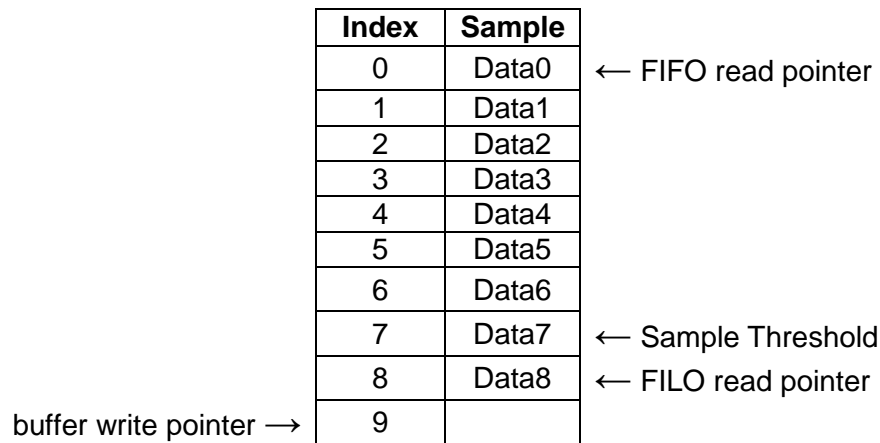 Index Sample
0 Data0 ← FIFO read pointer
1 Data1
2 Data2
3 Data3
4 Data4
5 Data5
6 Data6
7 Data7 ← Sample Threshold
8 Data8 ← FILO read pointer
buffer write pointer → 9